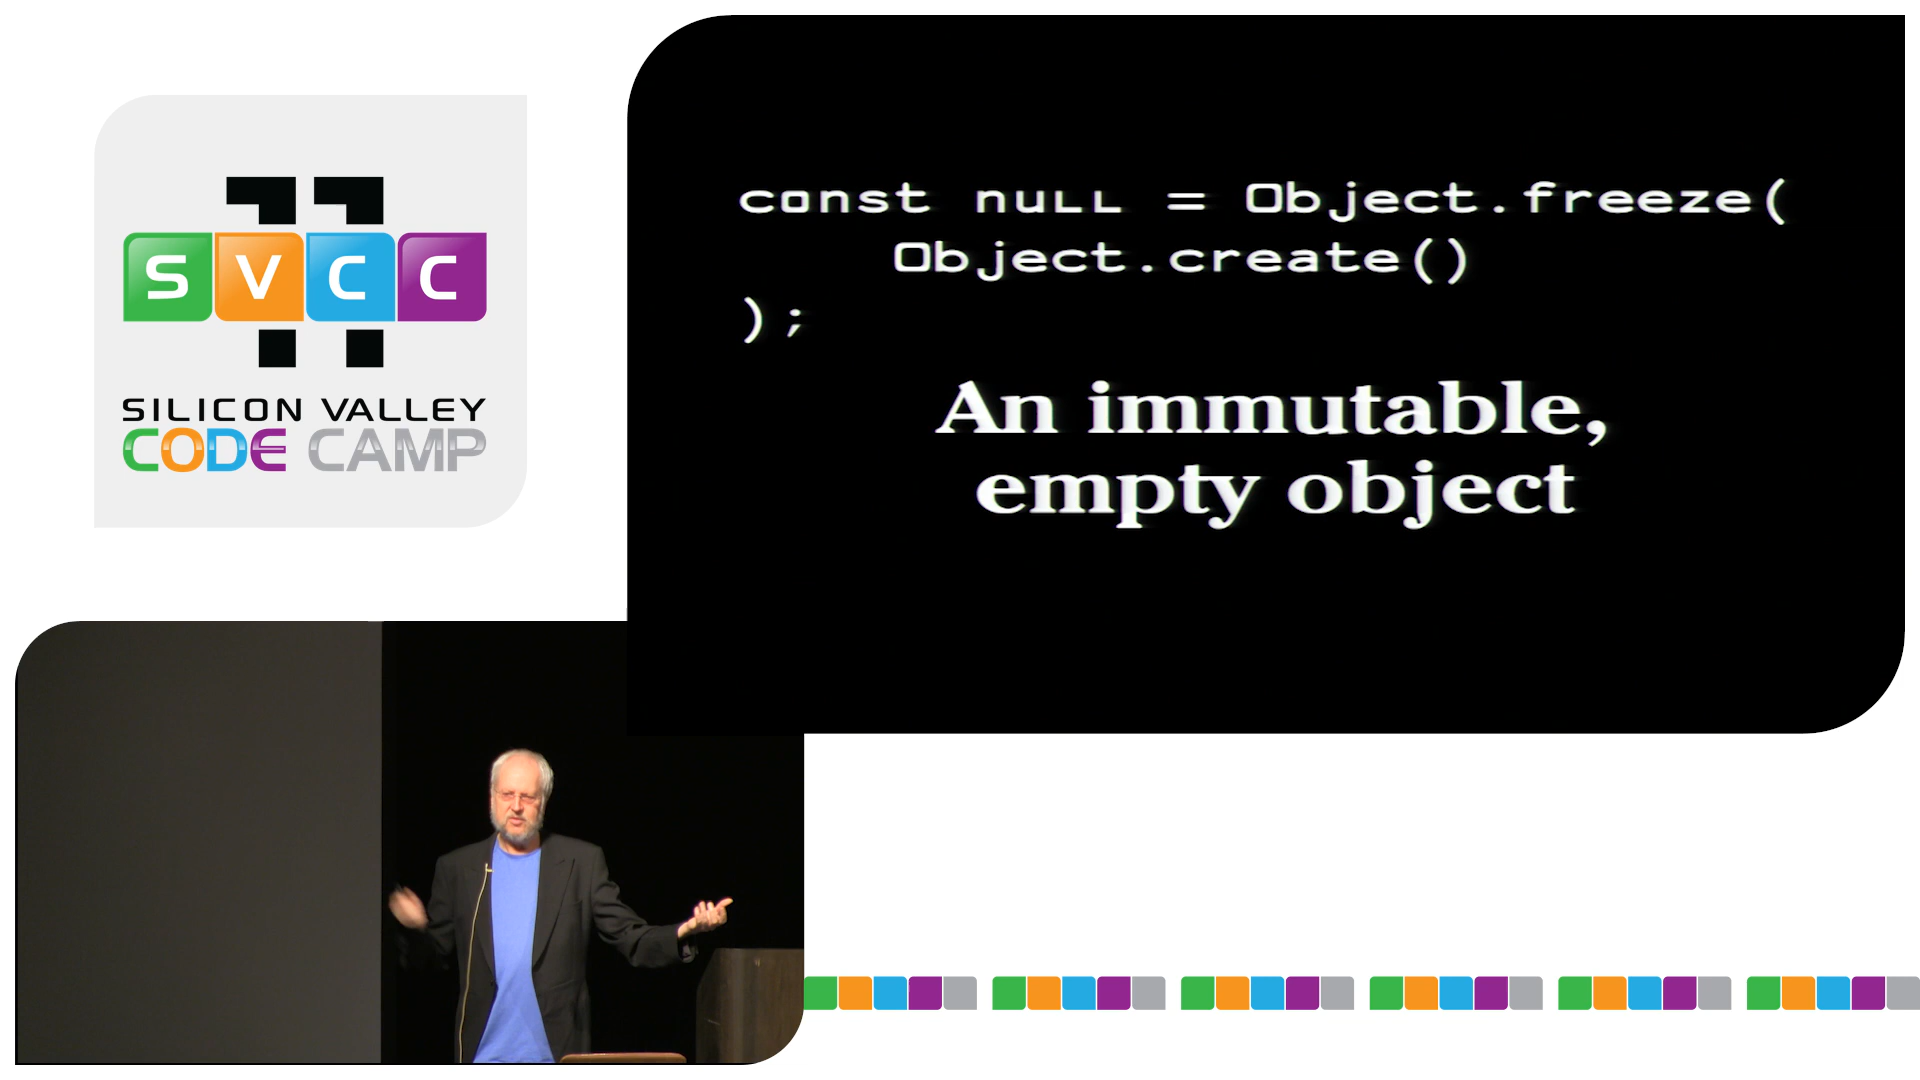 SVCC
SILICON VALLEY
CODE CAMP
const null = Object.freeze(
Object.create()
);
An immutable,
empty object